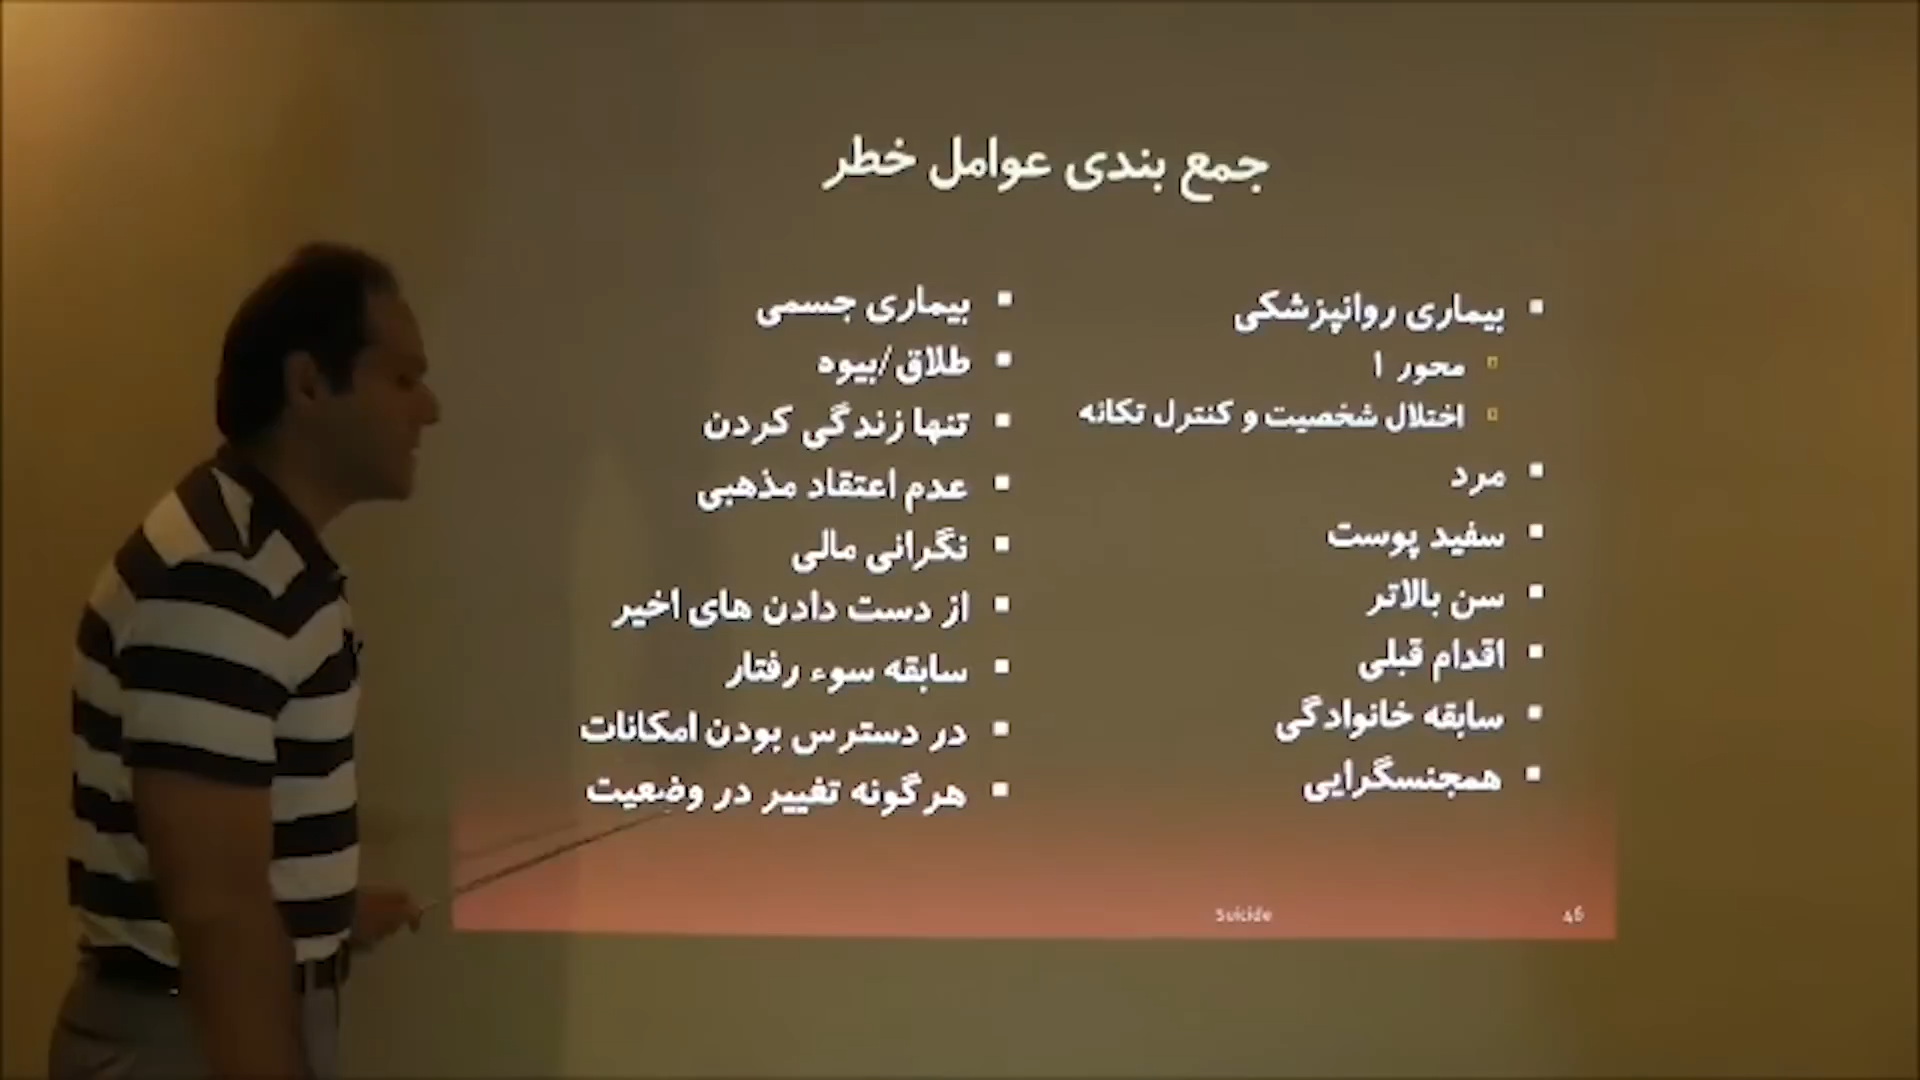 جمع بندی عوامل خطر
بیماری روانپزشکی
محور ۱
اختلال شخصیت و کنترل تکانه
مرد
سفید پوست
سن بالاتر
اقدام قبلی
سابقه خانوادگی
همجنسگرایی
بیماری جسمی
طلاق/بیوه
تنها زندگی کردن
عدم اعتقاد مذهبی
نگرانی مالی
از دست دادن های اخیر
سابقه سوء رفتار
در دسترس بودن امکانات
هرگونه تغییر در وضعیت
Suicide
46